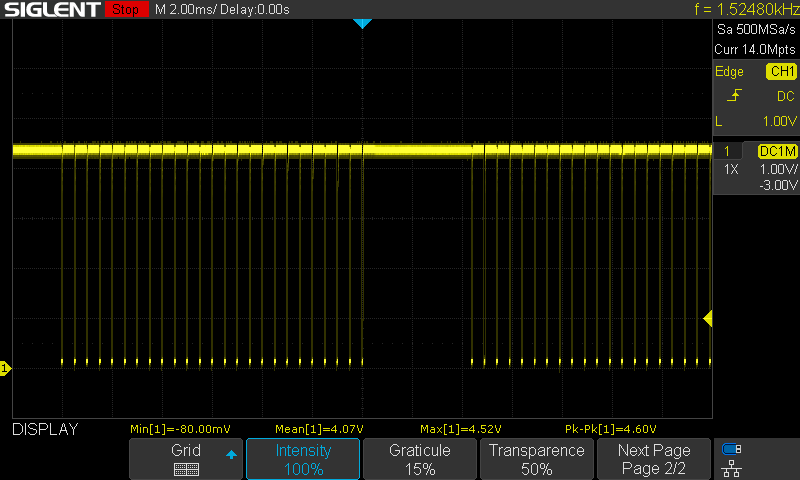 SIGLENT Stop M 2.00ms/ Delay:0.00s f = 1.52480kHz
Sa 500MSa/s
Curr 14.0Mpts
Edge CH1
DC
L 1.00V
1 DC1M
1X 1.00V/
-3.00V
1
DISPLAY Min[1]=-80.00mV Mean[1]=4.07V Max[1]=4.52V Pk-Pk[1]=4.60V
Grid Intensity Graticule Transparence Next Page
100% 15% 50% Page 2/2